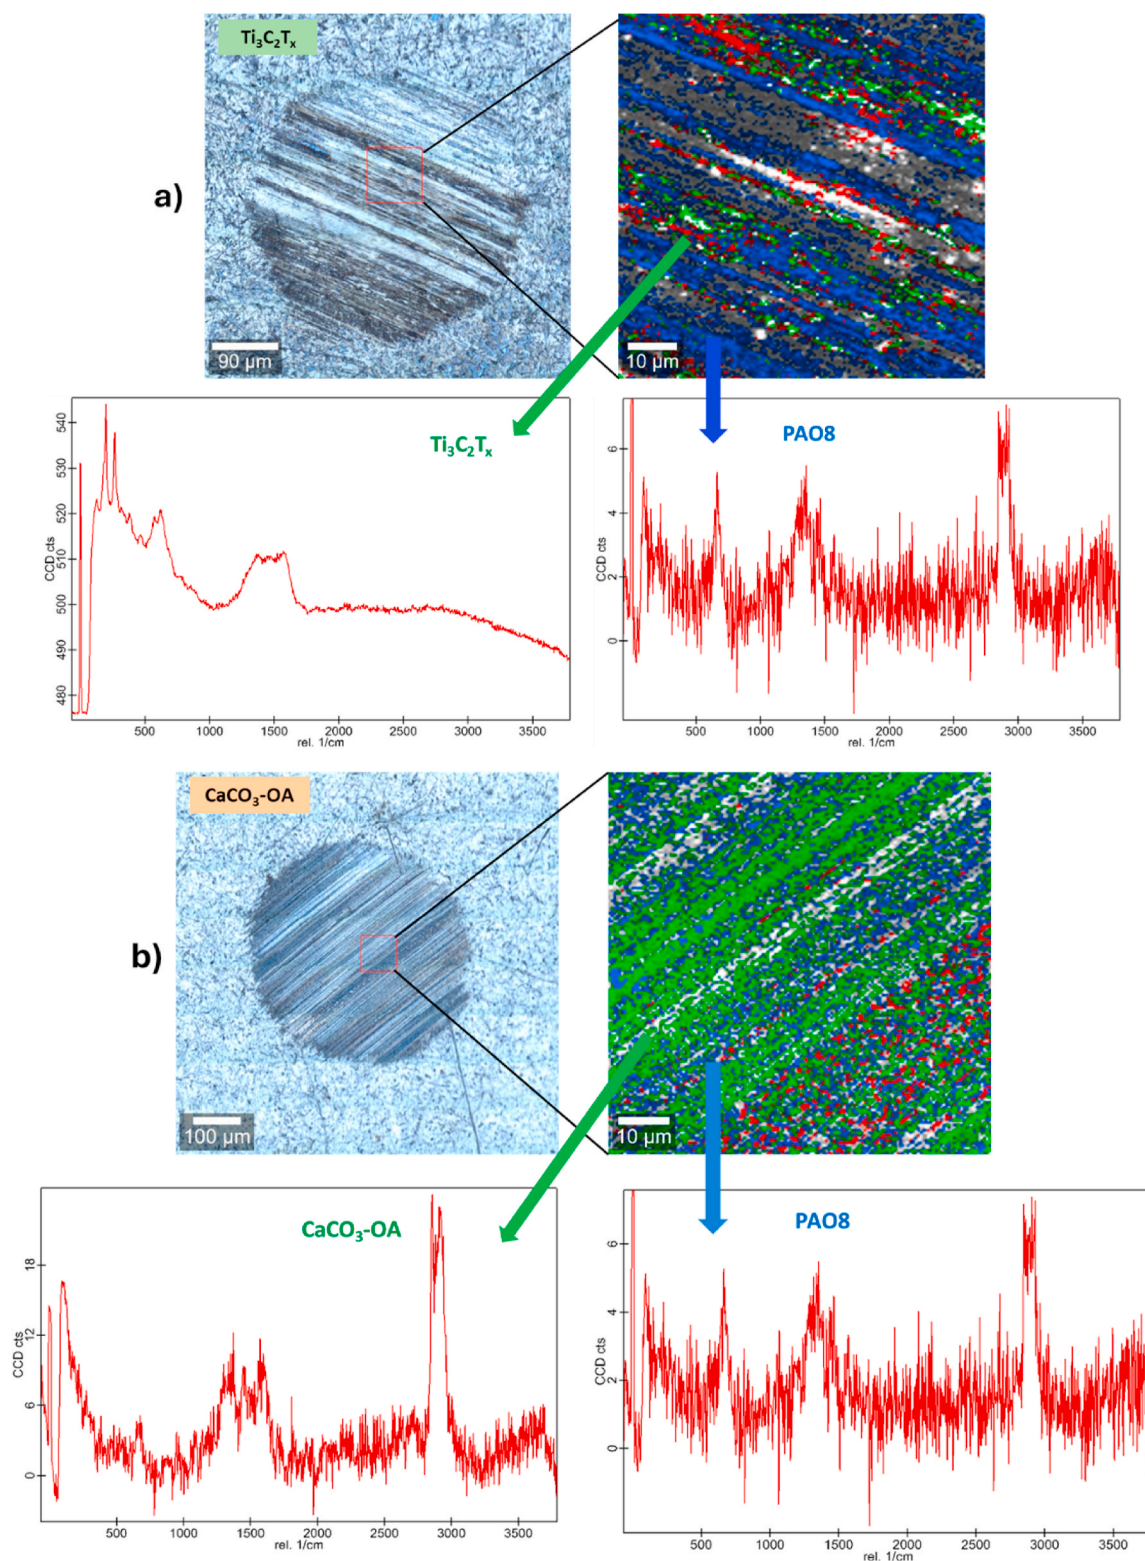 Ti₃C₂Tₓ
a)
90 µm
10 µm
Ti₃C₂Tₓ
CCD cts
540
530
520
510
500
490
480
500 1000 1500 2000 2500 3000 3500
rel. 1/cm
PAO8
CCD cts
6
4
2
0
500 1000 1500 2000 2500 3000 3500
rel. 1/cm
CaCO₃-OA
b)
100 µm
10 µm
CaCO₃-OA
CCD cts
18
12
6
0
500 1000 1500 2000 2500 3000 3500
rel. 1/cm
PAO8
CCD cts
6
4
2
0
500 1000 1500 2000 2500 3000 3500
rel. 1/cm